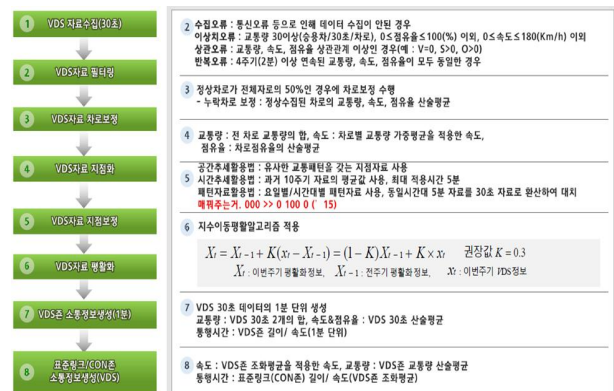 1 VDS 자료수집(30초)
2 VDS자료 필터링
3 VDS자료 차로보정
4 VDS자료 지점화
5 VDS자료 지점보정
6 VDS자료 평활화
7 VDS존 소통정보생성(1분)
8 표준링크/CON존
소통정보생성(VDS)
2 수집오류 : 통신오류 등으로 인해 데이터 수집이 안된 경우
이상치오류 : 교통량 30이상(승용차/30초/차로), 0≤점유율≤100(%) 이외, 0≤속도≤180(Km/h) 이외
상관오류 : 교통량, 속도, 점유율 상관관계 이상인 경우(예 : V=0, S>0, O>0)
반복오류 : 4주기(2분) 이상 연속된 교통량, 속도, 점유율이 모두 동일한 경우
3 정상차로가 전체차로의 50%인 경우에 차로보정 수행
- 누락차로 보정 : 정상수집된 차로의 교통량, 속도, 점유율 산술평균
4 교통량 : 전 차로 교통량의 합, 속도 : 차로별 교통량 가중평균을 적용한 속도,
점유율 : 차로점유율의 산술평균
공간추세활용법 : 유사한 교통패턴을 갖는 지점자료 사용
5 시간추세활용법 : 과거 10주기 자료의 평균값 사용, 최대 적용시간 5분
패턴자료활용법 : 요일별/시간대별 패턴자료 사용, 동일시간대 5분 자료를 30초 자료로 환산하여 대치
매꿔주는거. 000 >> 0 100 0 (ʹ 15)
6 지수이동평활알고리즘 적용
X̄t = X̄t−1 + K(xt − X̄t−1) = (1 − K)X̄t−1 + K × xt 권장값 K = 0.3
X̄t : 이번주기 평활화정보, X̄t−1 : 전주기 평활화정보, xt : 이번주기 VDS정보
7 VDS 30초 데이터의 1분 단위 생성
교통량 : VDS 30초 2개의 합, 속도&점유율 : VDS 30초 산술평균
통행시간 : VDS존 길이/ 속도(1분 단위)
8 속도 : VDS존 조화평균을 적용한 속도, 교통량 : VDS존 교통량 산술평균
통행시간 : 표준링크(CON존) 길이/ 속도(VDS존 조화평균)